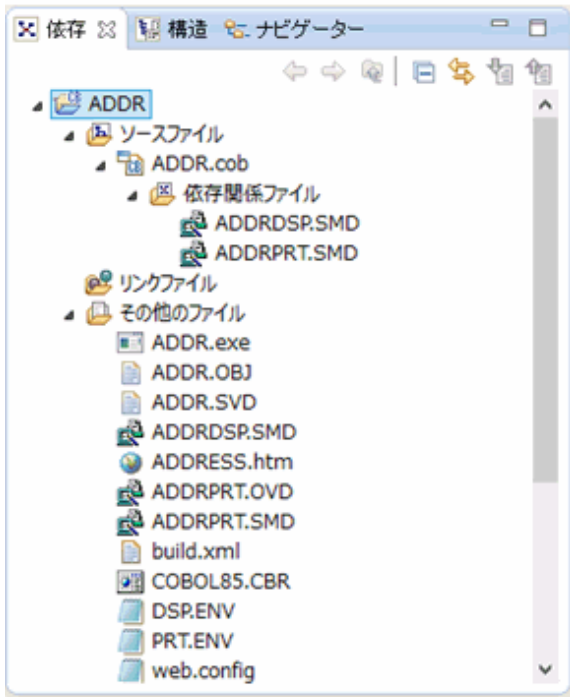 依存 構造 ナビゲーター
ADDR
ソースファイル
ADDR.cob
依存関係ファイル
ADDRDSP.SMD
ADDRPRT.SMD
リンクファイル
その他のファイル
ADDR.exe
ADDR.OBJ
ADDR.SVD
ADDRDSP.SMD
ADDRESS.htm
ADDRPRT.OVD
ADDRPRT.SMD
build.xml
COBOL85.CBR
DSP.ENV
PRT.ENV
web.config